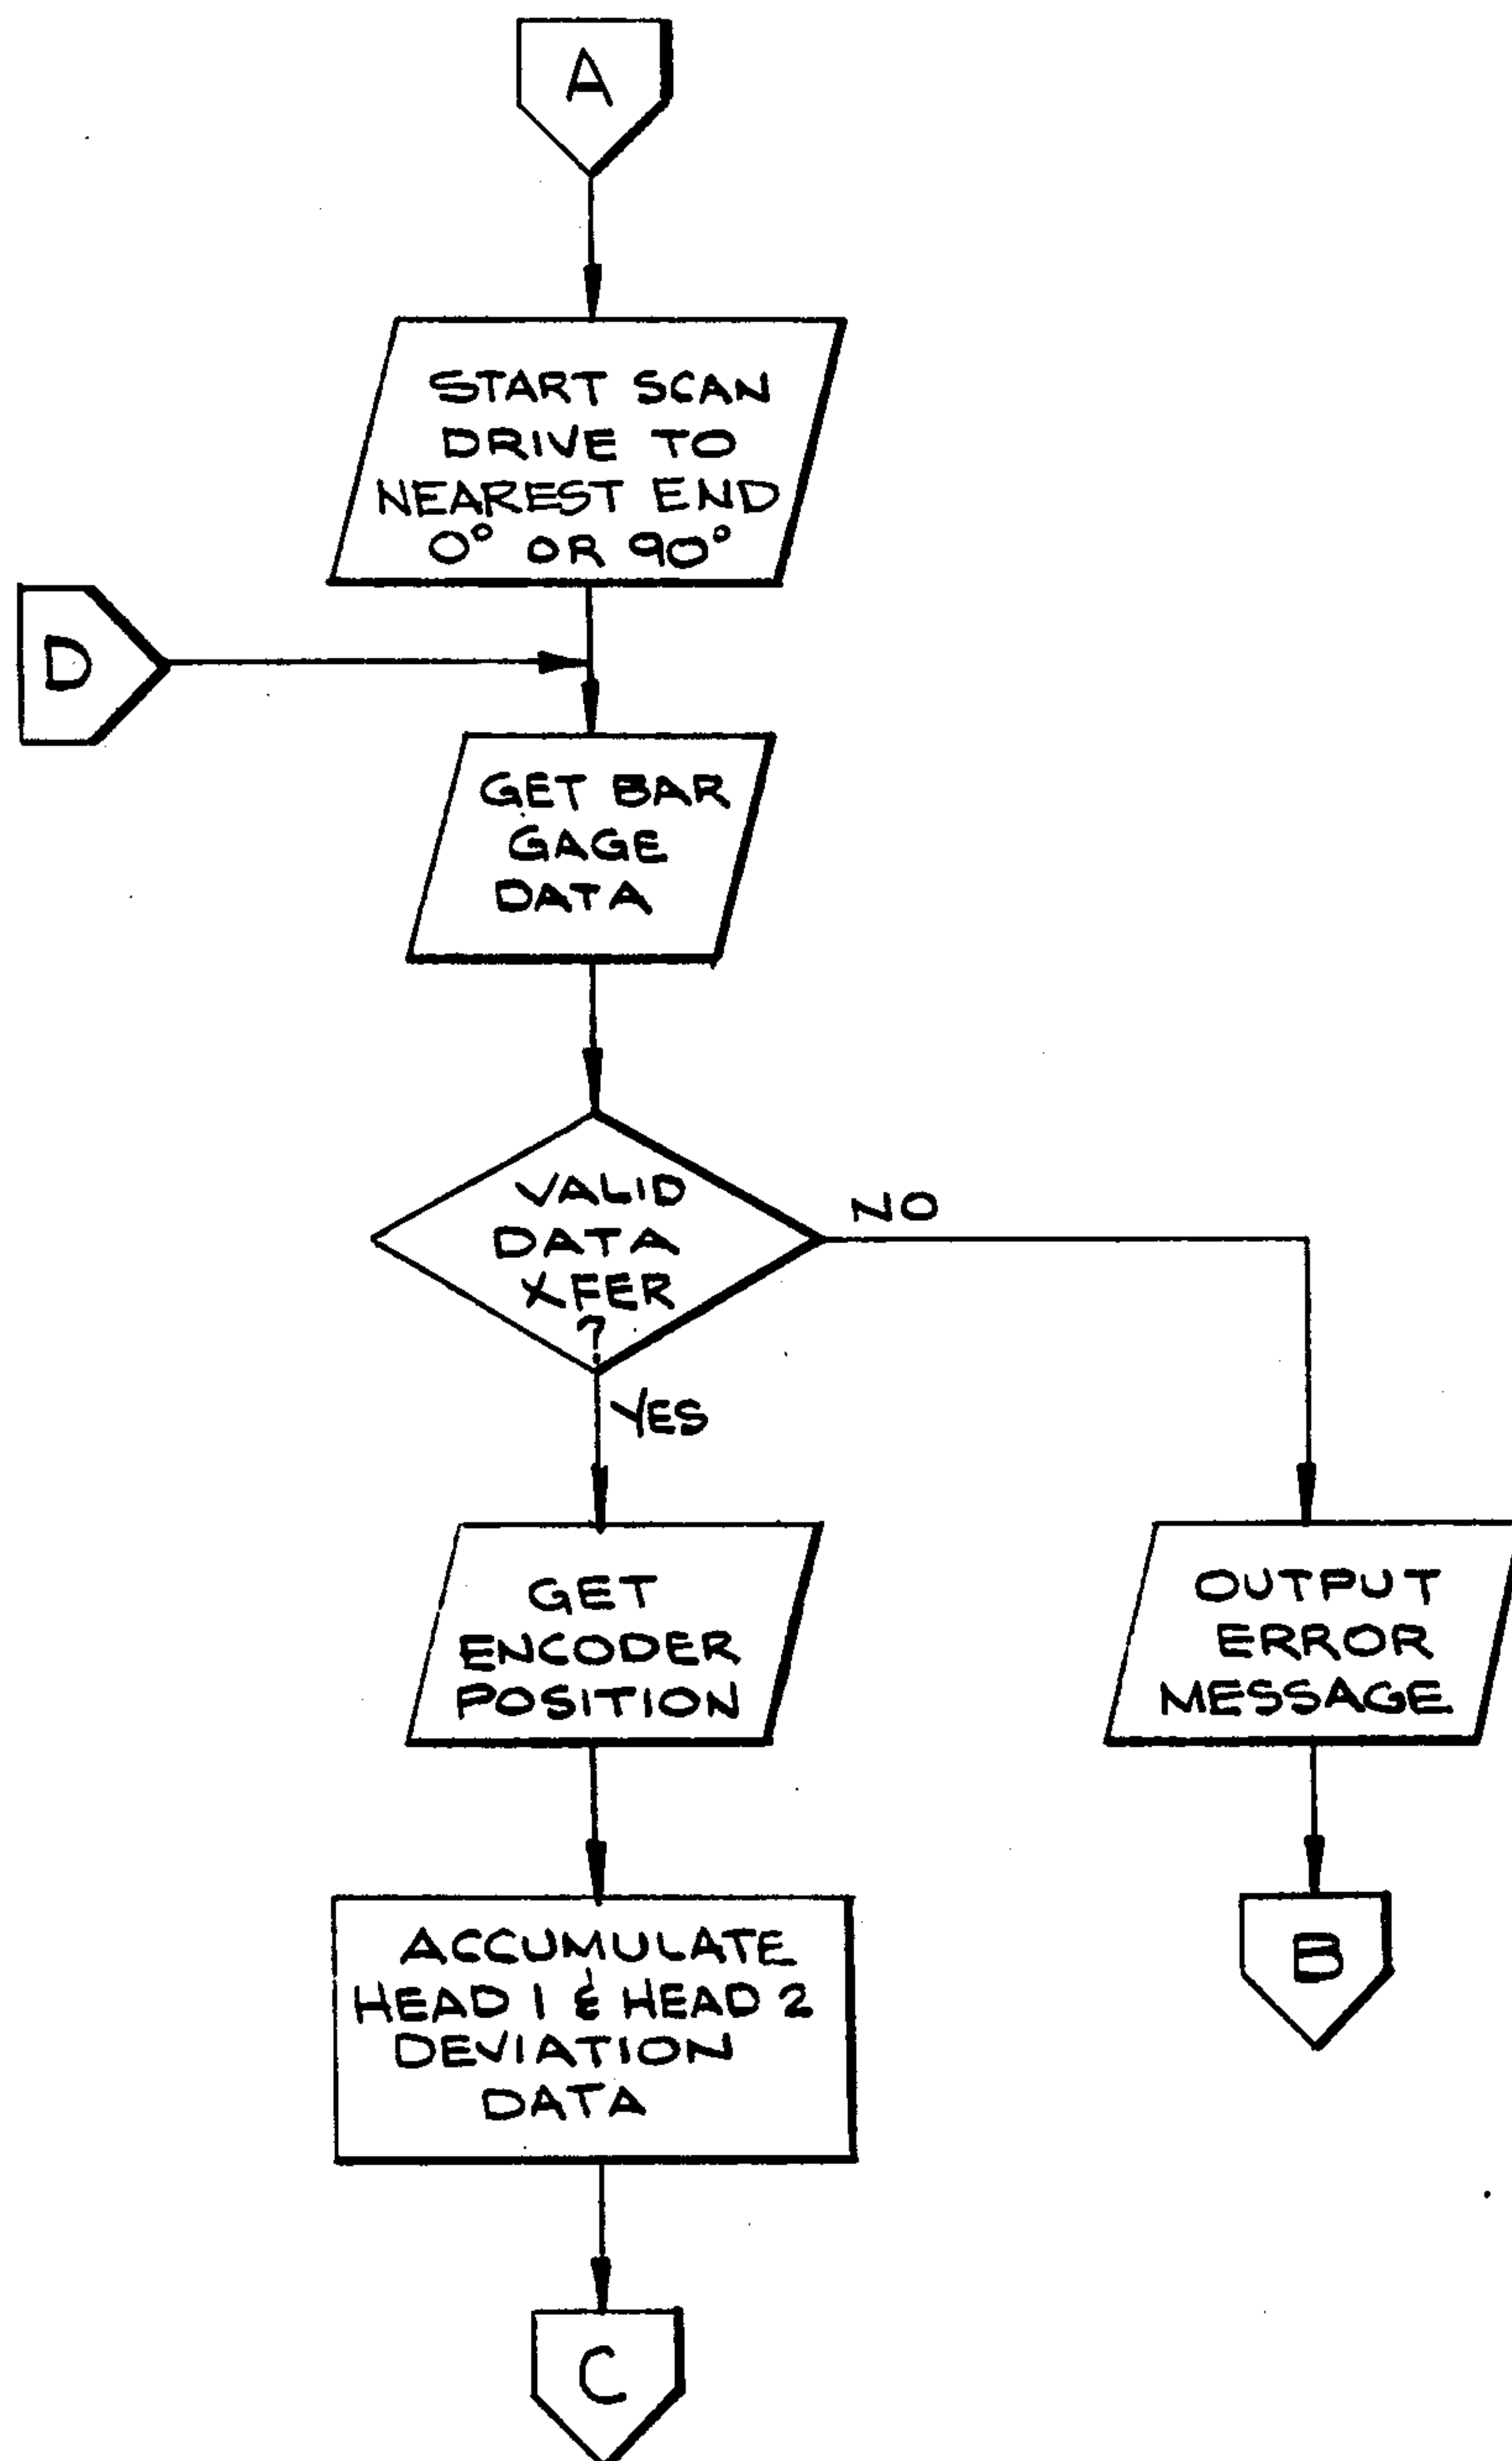 A
START SCAN
DRIVE TO
NEAREST END
0° OR 90°
D
GET BAR
GAGE
DATA
VALID
DATA
XFER
?
NO
YES
GET
ENCODER
POSITION
OUTPUT
ERROR
MESSAGE
ACCUMULATE
HEAD 1 & HEAD 2
DEVIATION
DATA
B
C